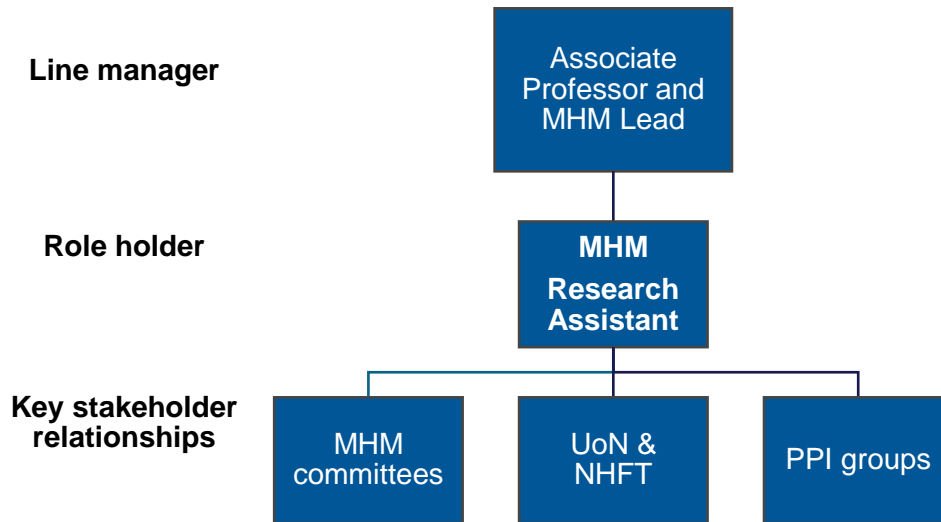 Line manager
Associate
Professor and
MHM Lead
Role holder
MHM
Research
Assistant
Key stakeholder
relationships
MHM
committees
UoN &
NHFT
PPI groups